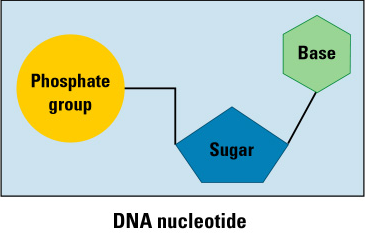 Phosphate
group
Base
Sugar
DNA nucleotide